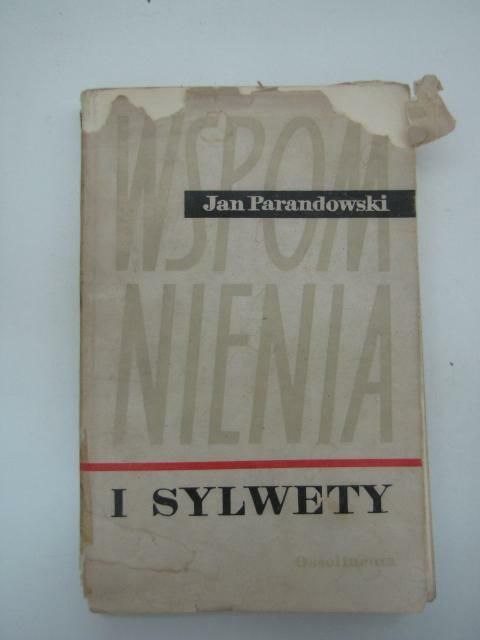 WSPOM
Jan Parandowski
NIENIA
I SYLWETY
Ossolineum